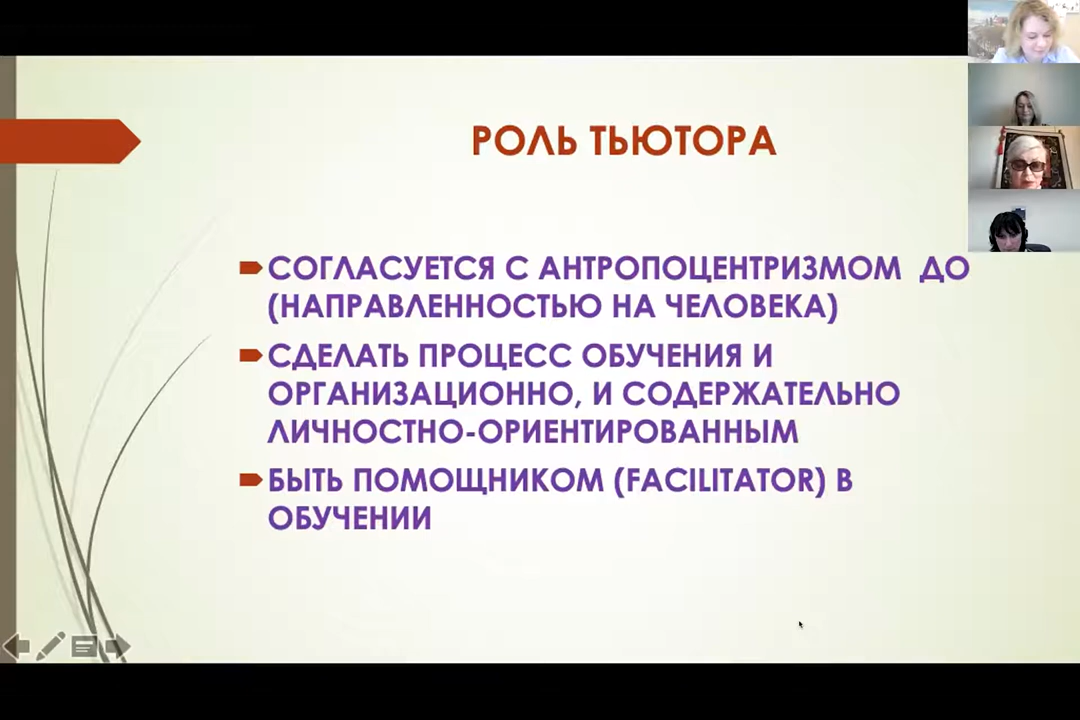 РОЛЬ ТЬЮТОРА
СОГЛАСУЕТСЯ С АНТРОПОЦЕНТРИЗМОМ ДО
(НАПРАВЛЕННОСТЬЮ НА ЧЕЛОВЕКА)
СДЕЛАТЬ ПРОЦЕСС ОБУЧЕНИЯ И
ОРГАНИЗАЦИОННО, И СОДЕРЖАТЕЛЬНО
ЛИЧНОСТНО-ОРИЕНТИРОВАННЫМ
БЫТЬ ПОМОЩНИКОМ (FACILITATOR) В
ОБУЧЕНИИ